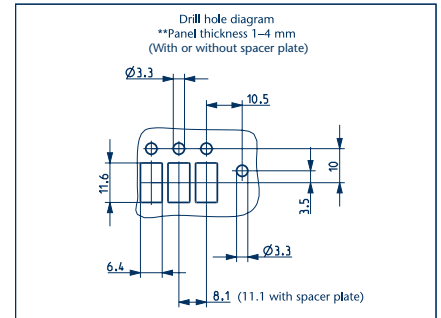 Drill hole diagram
**Panel thickness 1–4 mm
(With or without spacer plate)
Ø3.3
10.5
11.6
10
3.5
6.4
Ø3.3
8.1 (11.1 with spacer plate)